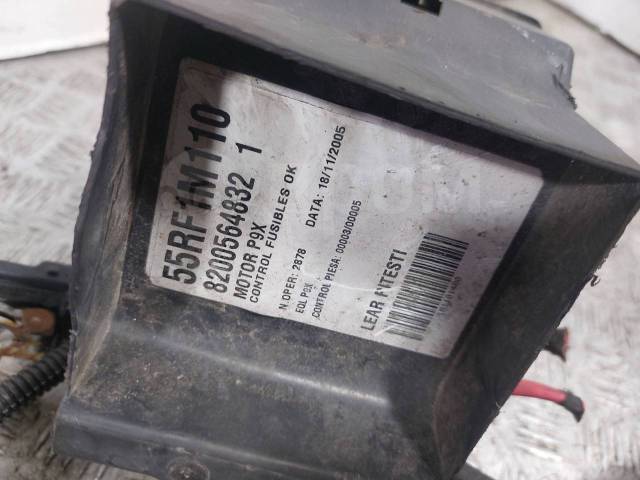 55RF1M110
8200564832 1
MOTOR P9X
CONTROL FUSIBLES OK
N.OPER: 2878 DATA: 18/11/2005
EOL P9X
CONTROL PIESA: 00003/00005
LEAR PITESTI